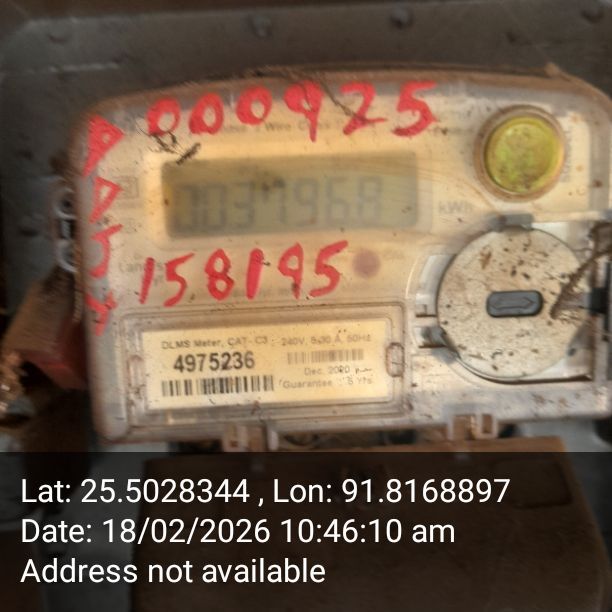 000925
0037968
kWh
158195
DLMS Meter, CAT- C3 240V, 5-30 A, 50Hz
4975236
Dec, 2020
Guarantee : 5 Yrs.
Lat: 25.5028344 , Lon: 91.8168897
Date: 18/02/2026 10:46:10 am
Address not available